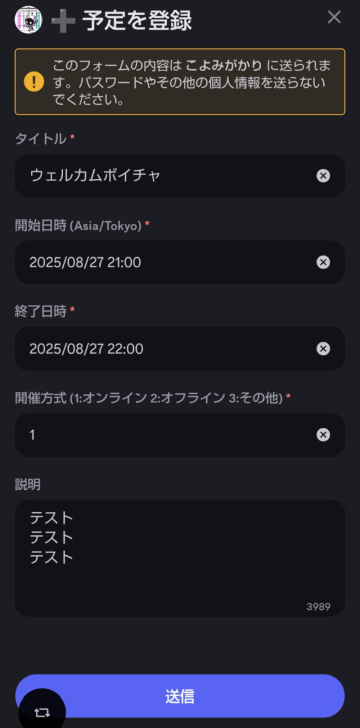 予定を登録
このフォームの内容は こよみがかり に送られま
す。パスワードやその他の個人情報を送らない
でください。
タイトル *
ウェルカムボイチャ
開始日時 (Asia/Tokyo) *
2025/08/27 21:00
終了日時 *
2025/08/27 22:00
開催方式 (1:オンライン 2:オフライン 3:その他) *
1
説明
テスト
テスト
テスト
3989
送信